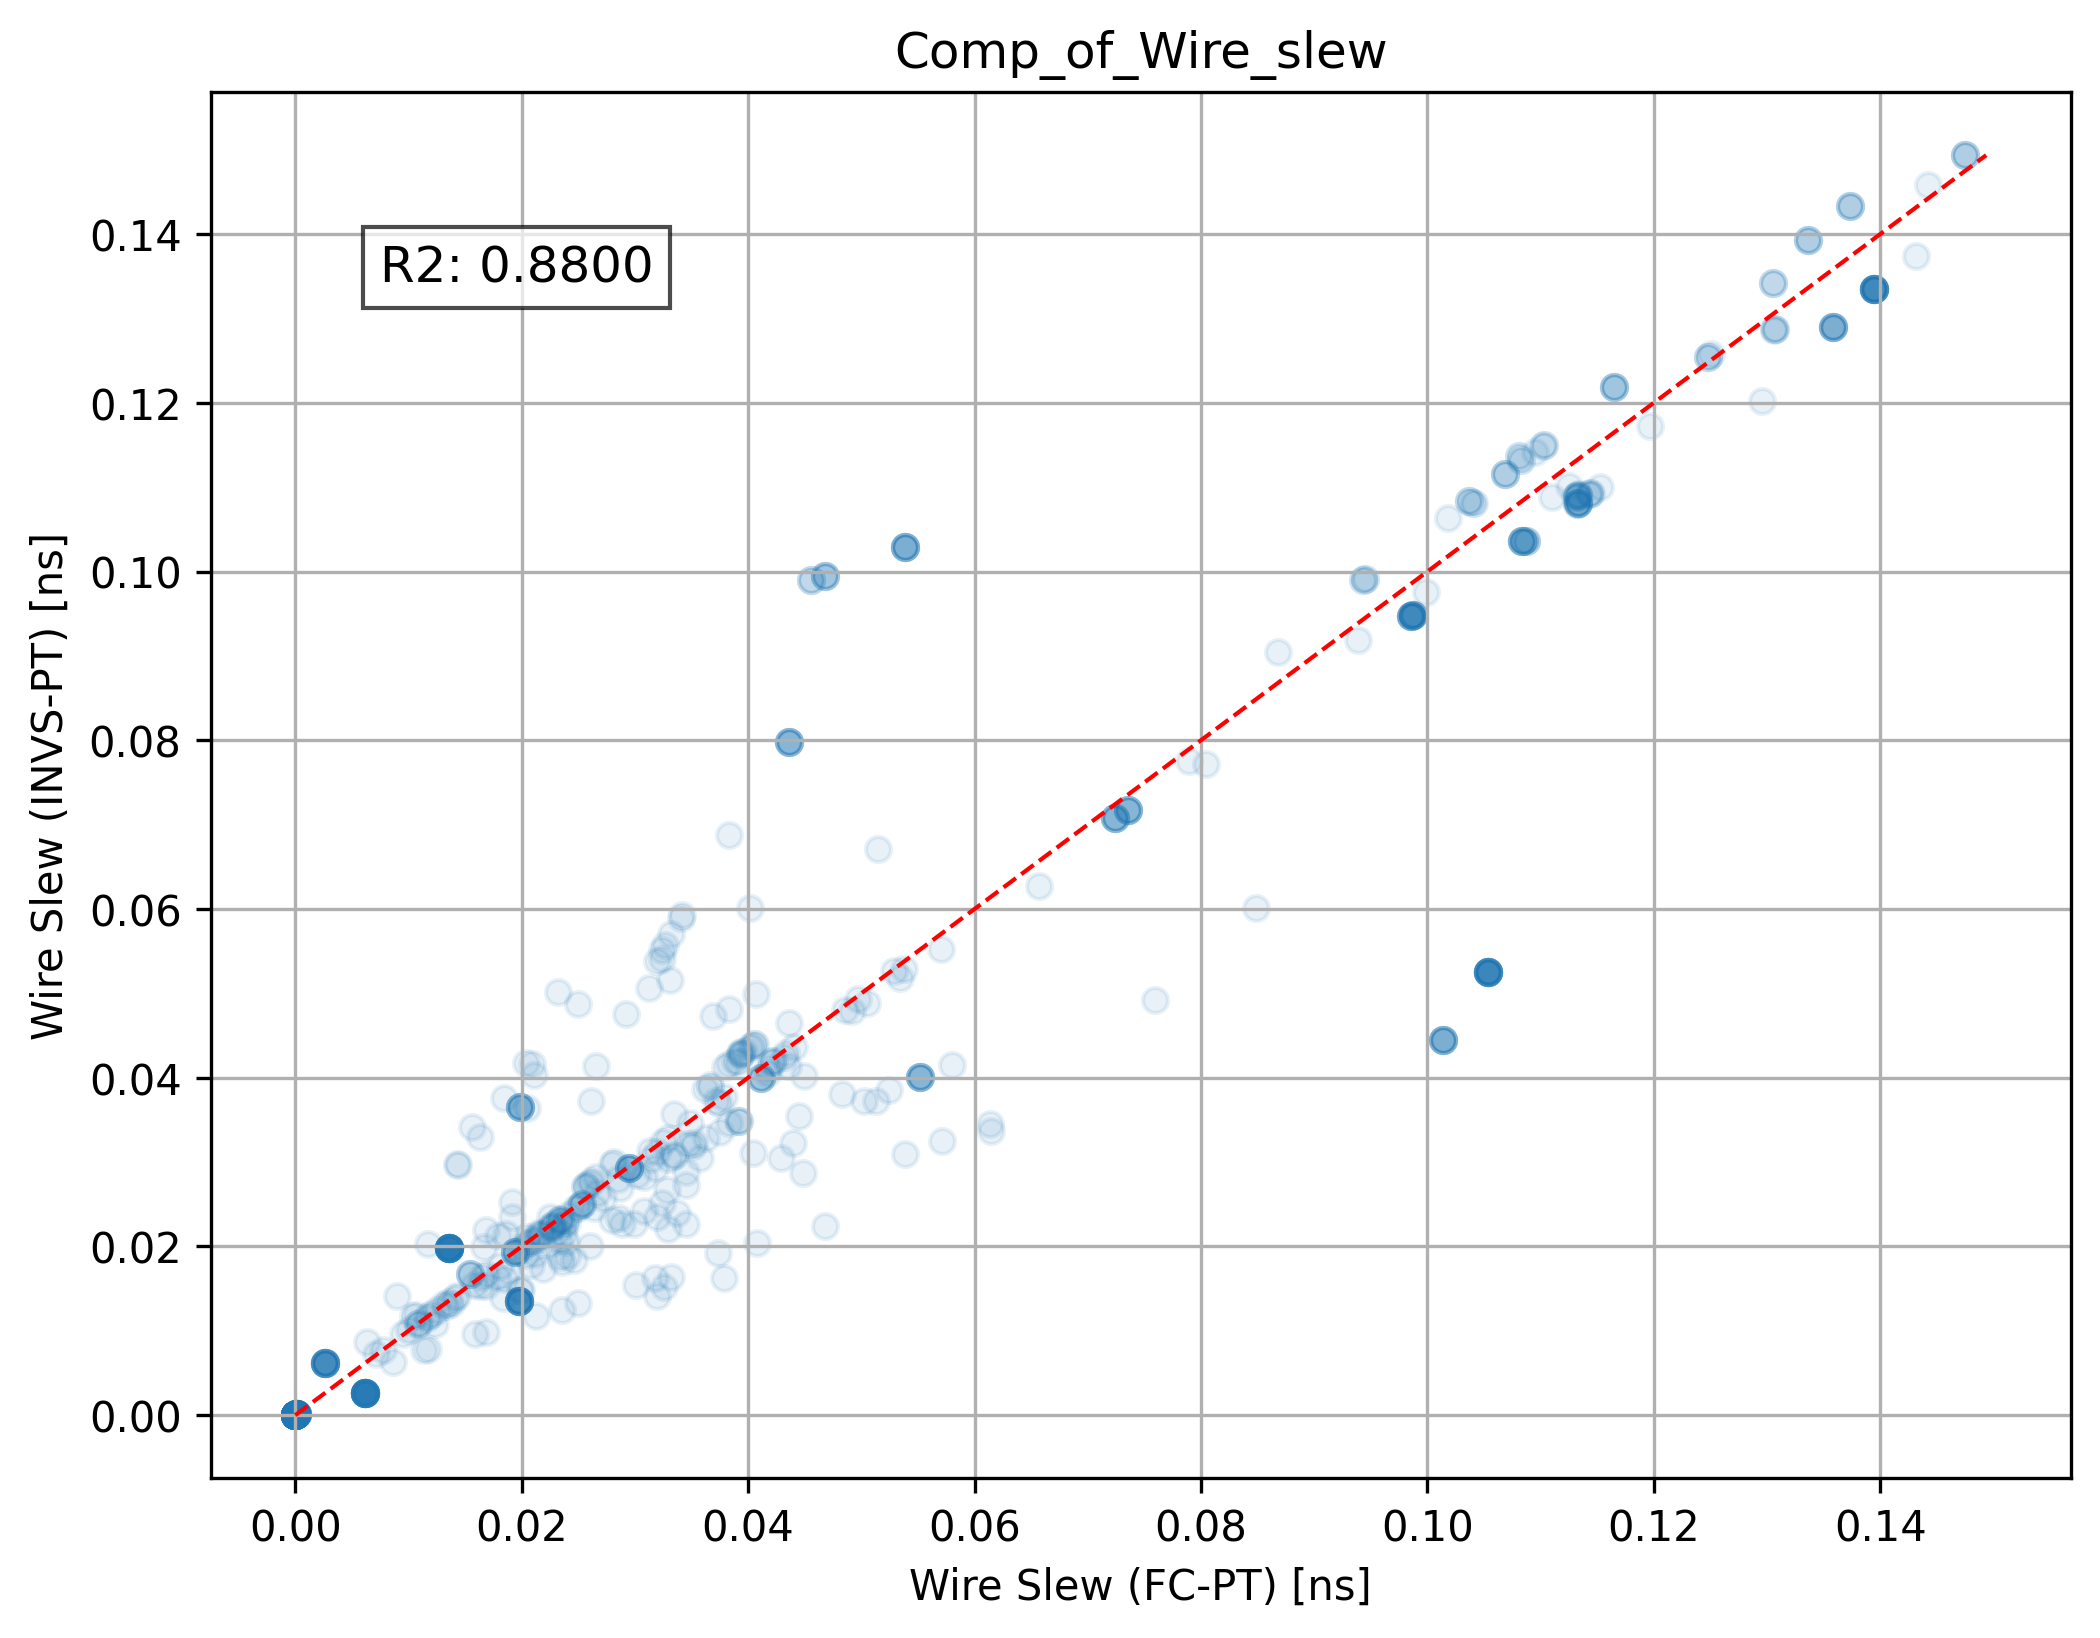 Comp_of_Wire_slew
R2: 0.8800
Wire Slew (INVS-PT) [ns]
0.14
0.12
0.10
0.08
0.06
0.04
0.02
0.00
0.00 0.02 0.04 0.06 0.08 0.10 0.12 0.14
Wire Slew (FC-PT) [ns]